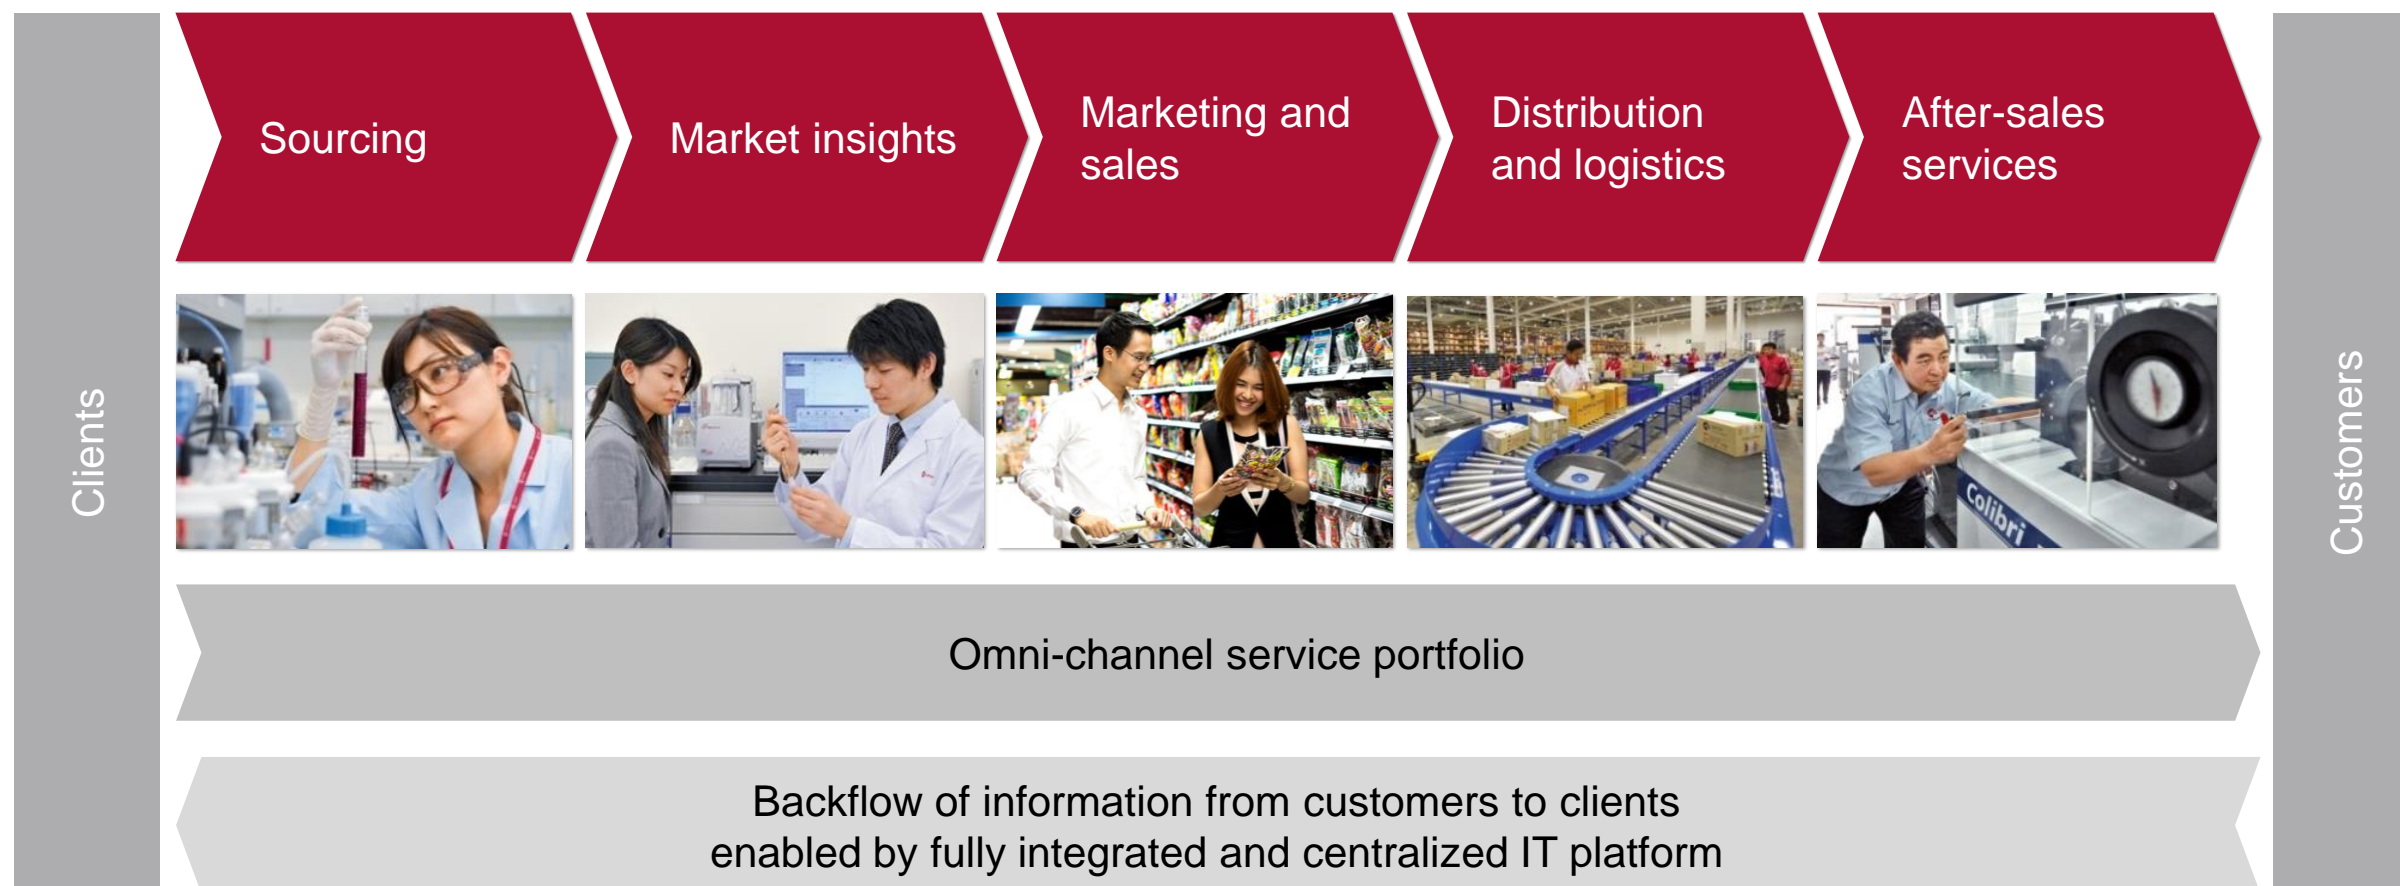 Clients
Sourcing
Market insights
Marketing and
sales
Distribution
and logistics
After-sales
services
Colibri
Customers
Omni-channel service portfolio
Backflow of information from customers to clients
enabled by fully integrated and centralized IT platform